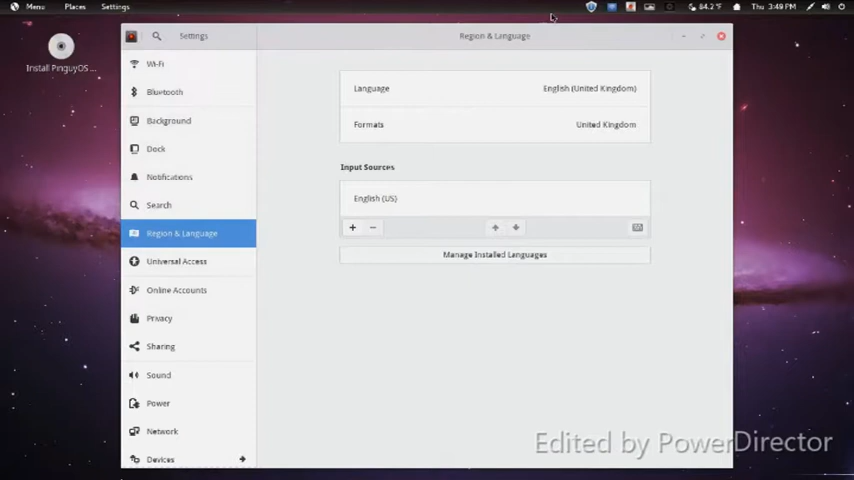 Menu Places Settings 84.2°F Thu 3:49 PM
Install PinguyOS ...
Settings
Region & Language
Wi-Fi
Bluetooth
Background
Dock
Notifications
Search
Region & Language
Universal Access
Online Accounts
Privacy
Sharing
Sound
Power
Network
Devices
Language English (United Kingdom)
Formats United Kingdom
Input Sources
English (US)
Manage Installed Languages
Edited by PowerDirector